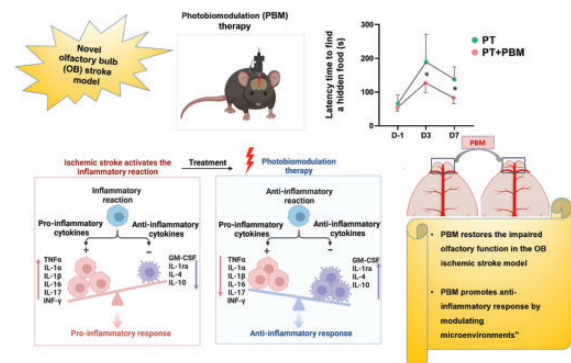 Novel
olfactory bulb
(OB) stroke
model
Photobiomodulation (PBM)
therapy
Latency time to find
a hidden food (s)
300
200
100
0
D-1
D3
D7
*
*
PT
PT+PBM
Ischemic stroke activates the
inflammatory reaction
Treatment
Photobiomodulation
therapy
Inflammatory
reaction
Pro-inflammatory
cytokines
Anti-inflammatory
cytokines
+
−
TNFα
IL-1α
IL-1β
IL-16
IL-17
INF-γ
GM-CSF
IL-1ra
IL-4
IL-10
Pro-inflammatory response
Anti-inflammatory
reaction
Pro-inflammatory
cytokines
Anti-inflammatory
cytokines
+
−
TNFα
IL-1α
IL-1β
IL-16
IL-17
INF-γ
GM-CSF
IL-1ra
IL-4
IL-10
Anti-inflammatory response
PBM
• PBM restores the impaired
olfactory function in the OB
ischemic stroke model
• PBM promotes anti-
inflammatory response by
modulating
microenvironments"